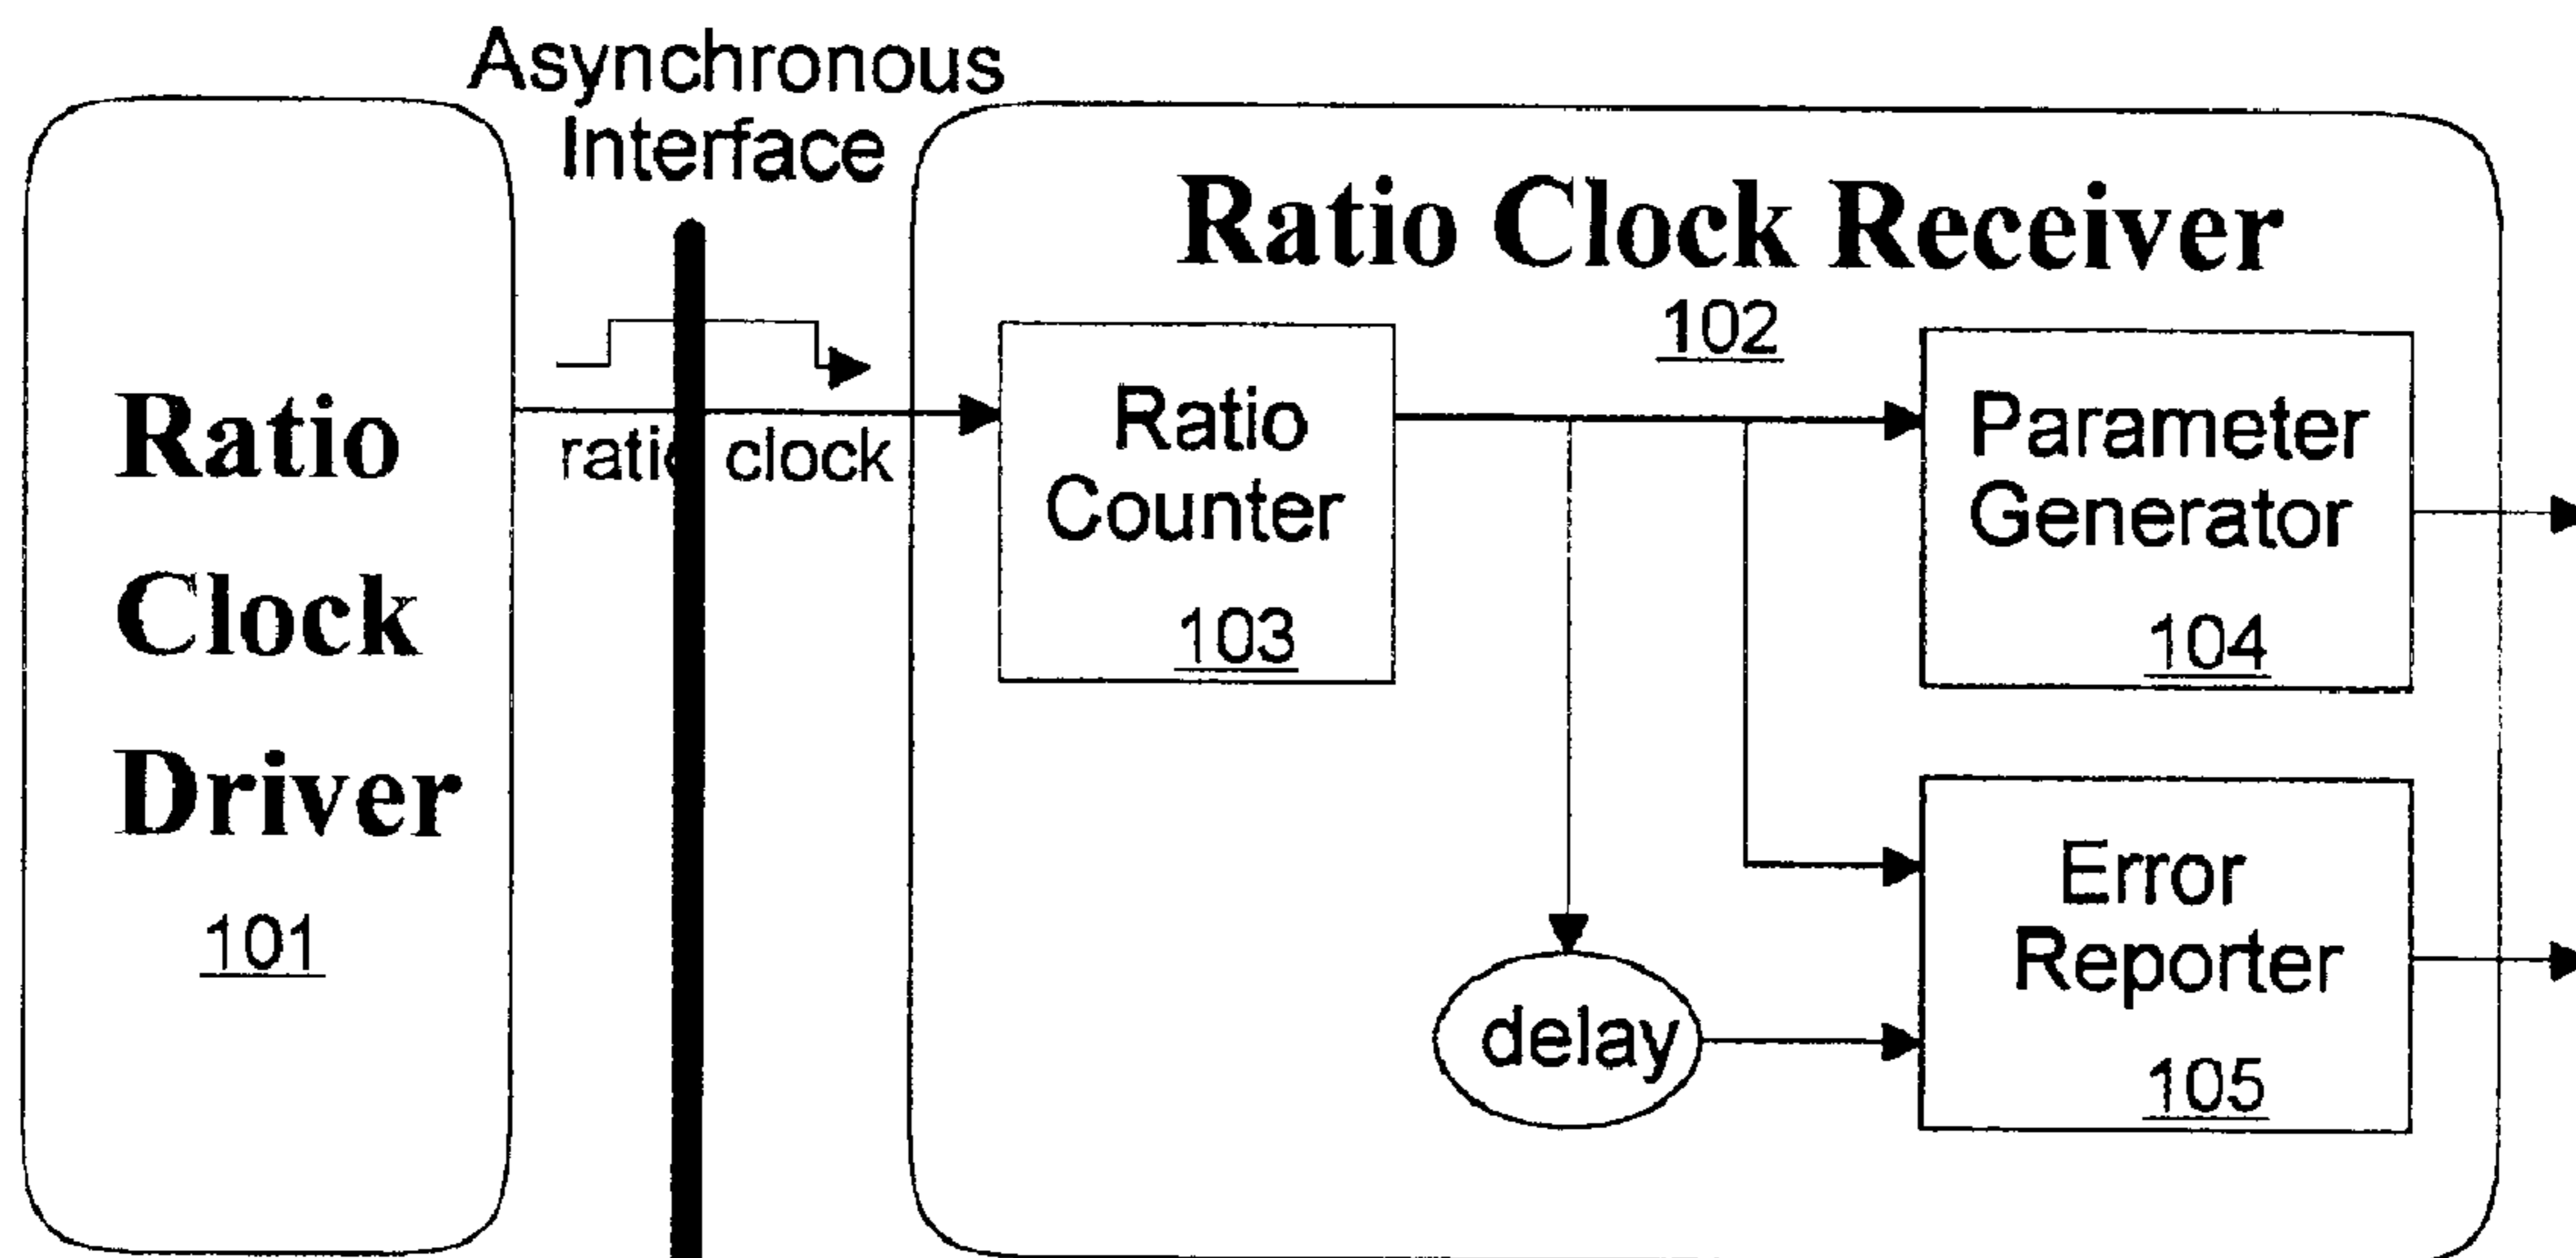 Asynchronous
Interface
Ratio
Clock
Driver
101
ratio clock
Ratio Clock Receiver
102
Ratio
Counter
103
Parameter
Generator
104
Error
Reporter
105
delay